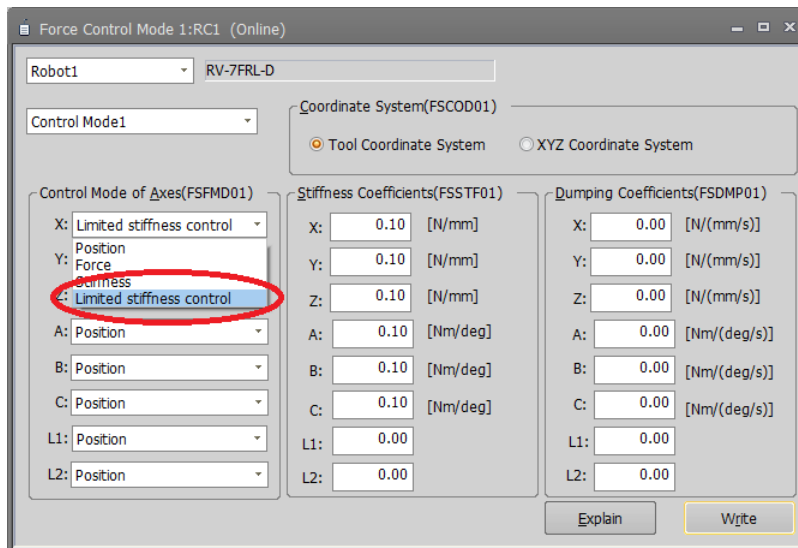 Force Control Mode 1:RC1 (Online)
Robot1
RV-7FRL-D
Control Mode1
Coordinate System(FSCOD01)
Tool Coordinate System
XYZ Coordinate System
Control Mode of Axes(FSFMD01)
X: Limited stiffness control
Position
Y:
Force
Stiffness
Z:
Limited stiffness control
A: Position
B: Position
C: Position
L1: Position
L2: Position
Stiffness Coefficients(FSSTF01)
X: 0.10 [N/mm]
Y: 0.10 [N/mm]
Z: 0.10 [N/mm]
A: 0.10 [Nm/deg]
B: 0.10 [Nm/deg]
C: 0.10 [Nm/deg]
L1: 0.00
L2: 0.00
Dumping Coefficients(FSDMP01)
X: 0.00 [N/(mm/s)]
Y: 0.00 [N/(mm/s)]
Z: 0.00 [N/(mm/s)]
A: 0.00 [Nm/(deg/s)]
B: 0.00 [Nm/(deg/s)]
C: 0.00 [Nm/(deg/s)]
L1: 0.00
L2: 0.00
Explain
Write